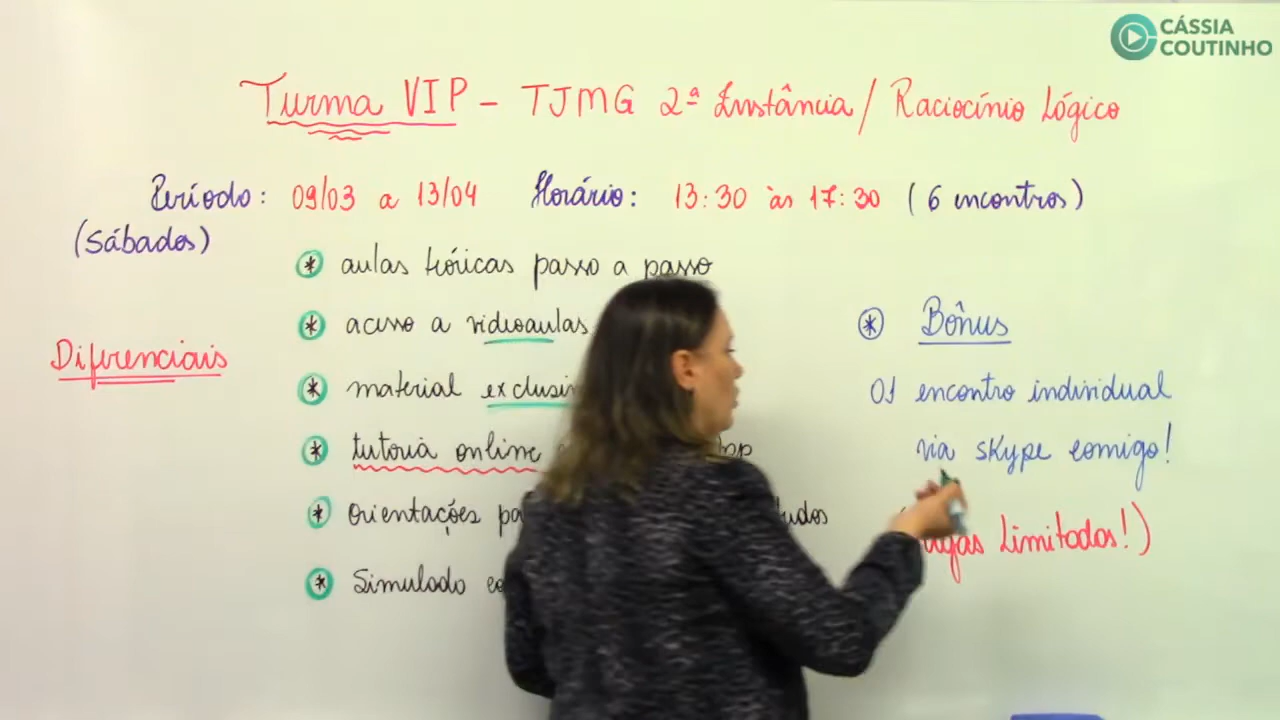 CÁSSIA
COUTINHO
Turma VIP - TJMG 2ª Instância / Raciocínio Lógico
Período: 09/03 a 13/04 Horário: 13:30 às 17:30 (6 encontros)
(Sábados)
* aulas teóricas passo a passo
* acesso a videoaulas
Diferenciais
* material
* tutoria online
* orientações
* Simulado
* Bônus
01 encontro individual
via skype comigo!
Limitadas!)